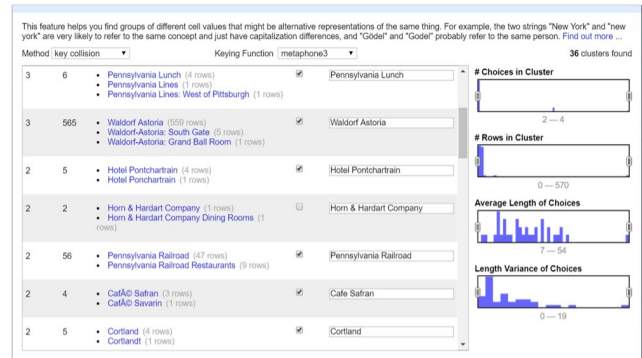 This feature helps you find groups of different cell values that might be alternative representations of the same thing. For example, the two strings "New York" and "new
york" are very likely to refer to the same concept and just have capitalization differences, and "Gödel" and "Godel" probably refer to the same person. Find out more ...
Method key collision Keying Function metaphone3 36 clusters found
3 6 • Pennsylvania Lunch (4 rows) Pennsylvania Lunch
• Pennsylvania Lines (1 rows)
• Pennsylvania Lines: West of Pittsburgh (1 rows)
3 565 • Waldorf Astoria (559 rows) Waldorf Astoria
• Waldorf-Astoria: South Gate (5 rows)
• Waldorf-Astoria: Grand Ball Room (1 rows)
2 5 • Hotel Pontchartrain (4 rows) Hotel Pontchartrain
• Hotel Ponchartrain (1 rows)
2 2 • Horn & Hardart Company (1 rows) Horn & Hardart Company
• Horn & Hardart Company Dining Rooms (1
rows)
2 56 • Pennsylvania Railroad (47 rows) Pennsylvania Railroad
• Pennsylvania Railroad Restaurants (9 rows)
2 4 • CafÃ© Safran (3 rows) Cafe Safran
• CafÃ© Savarin (1 rows)
2 5 • Cortland (4 rows) Cortland
• Cortlandt (1 rows)
# Choices in Cluster
2 — 4
# Rows in Cluster
0 — 570
Average Length of Choices
7 — 54
Length Variance of Choices
0 — 19